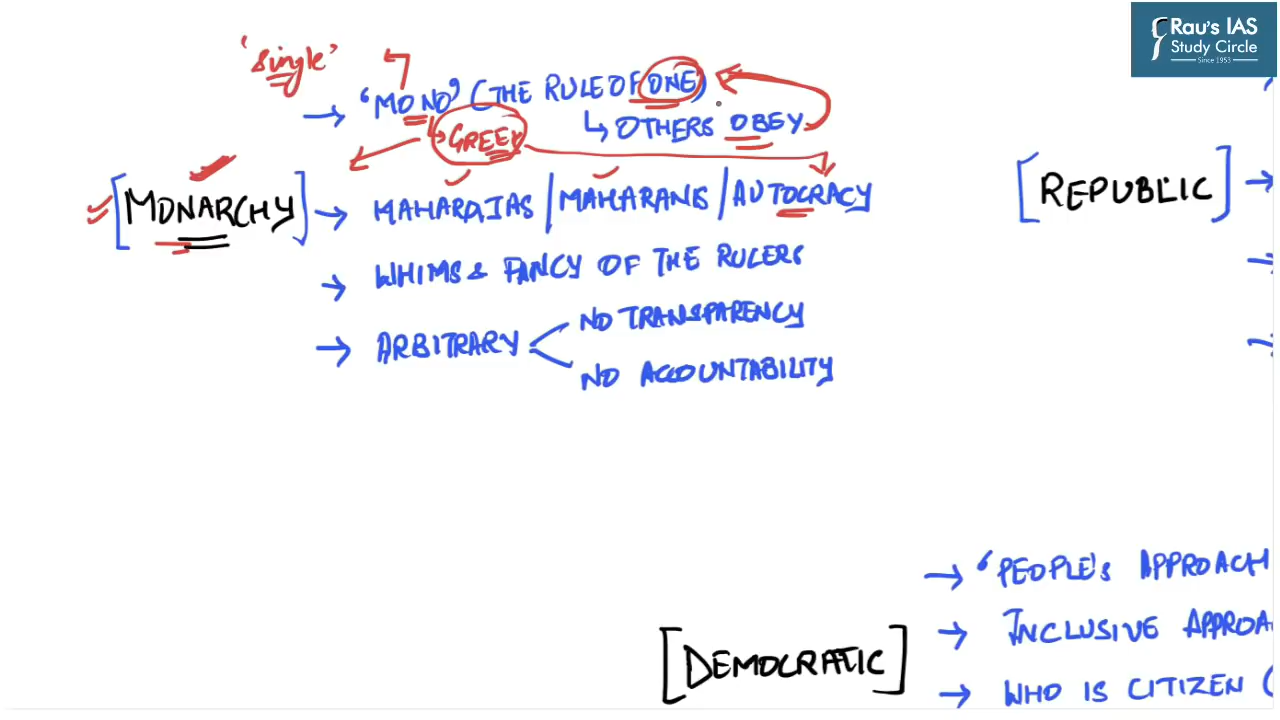 Rau's IAS
Study Circle
Since 1953
'single'
'MONO' (THE RULE OF ONE)
GREEK
OTHERS OBEY
[MONARCHY]
MAHARAJAS / MAHARANIS / AUTOCRACY
WHIMS & FANCY OF THE RULERS
ARBITRARY
NO TRANSPARENCY
NO ACCOUNTABILITY
[REPUBLIC]
[DEMOCRATIC]
'PEOPLE'S APPROACH
INCLUSIVE APPROA
WHO IS CITIZEN (